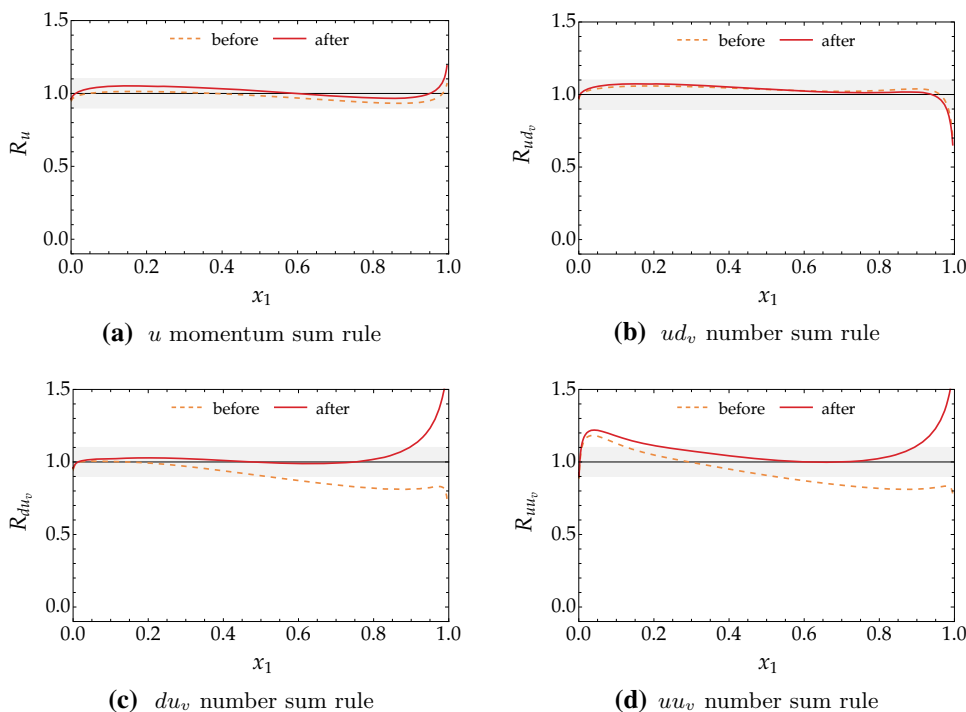 before after
1.5
1.0
0.5
0.0
R_u
0.0 0.2 0.4 0.6 0.8 1.0
x_1
(a) u momentum sum rule
before after
1.5
1.0
0.5
0.0
R_{ud_v}
0.0 0.2 0.4 0.6 0.8 1.0
x_1
(b) ud_v number sum rule
before after
1.5
1.0
0.5
0.0
R_{du_v}
0.0 0.2 0.4 0.6 0.8 1.0
x_1
(c) du_v number sum rule
before after
1.5
1.0
0.5
0.0
R_{uu_v}
0.0 0.2 0.4 0.6 0.8 1.0
x_1
(d) uu_v number sum rule